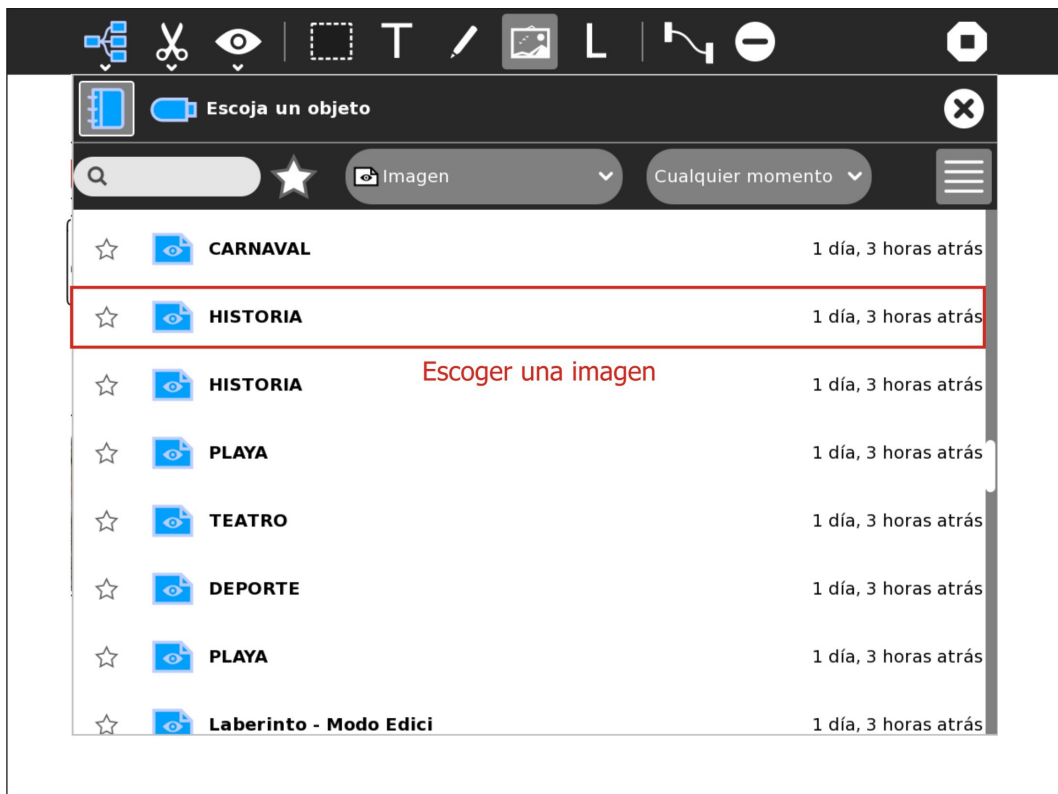 T L
Escoja un objeto
Imagen Cualquier momento
CARNAVAL 1 día, 3 horas atrás
HISTORIA 1 día, 3 horas atrás
Escoger una imagen
HISTORIA 1 día, 3 horas atrás
PLAYA 1 día, 3 horas atrás
TEATRO 1 día, 3 horas atrás
DEPORTE 1 día, 3 horas atrás
PLAYA 1 día, 3 horas atrás
Laberinto - Modo Edici 1 día, 3 horas atrás